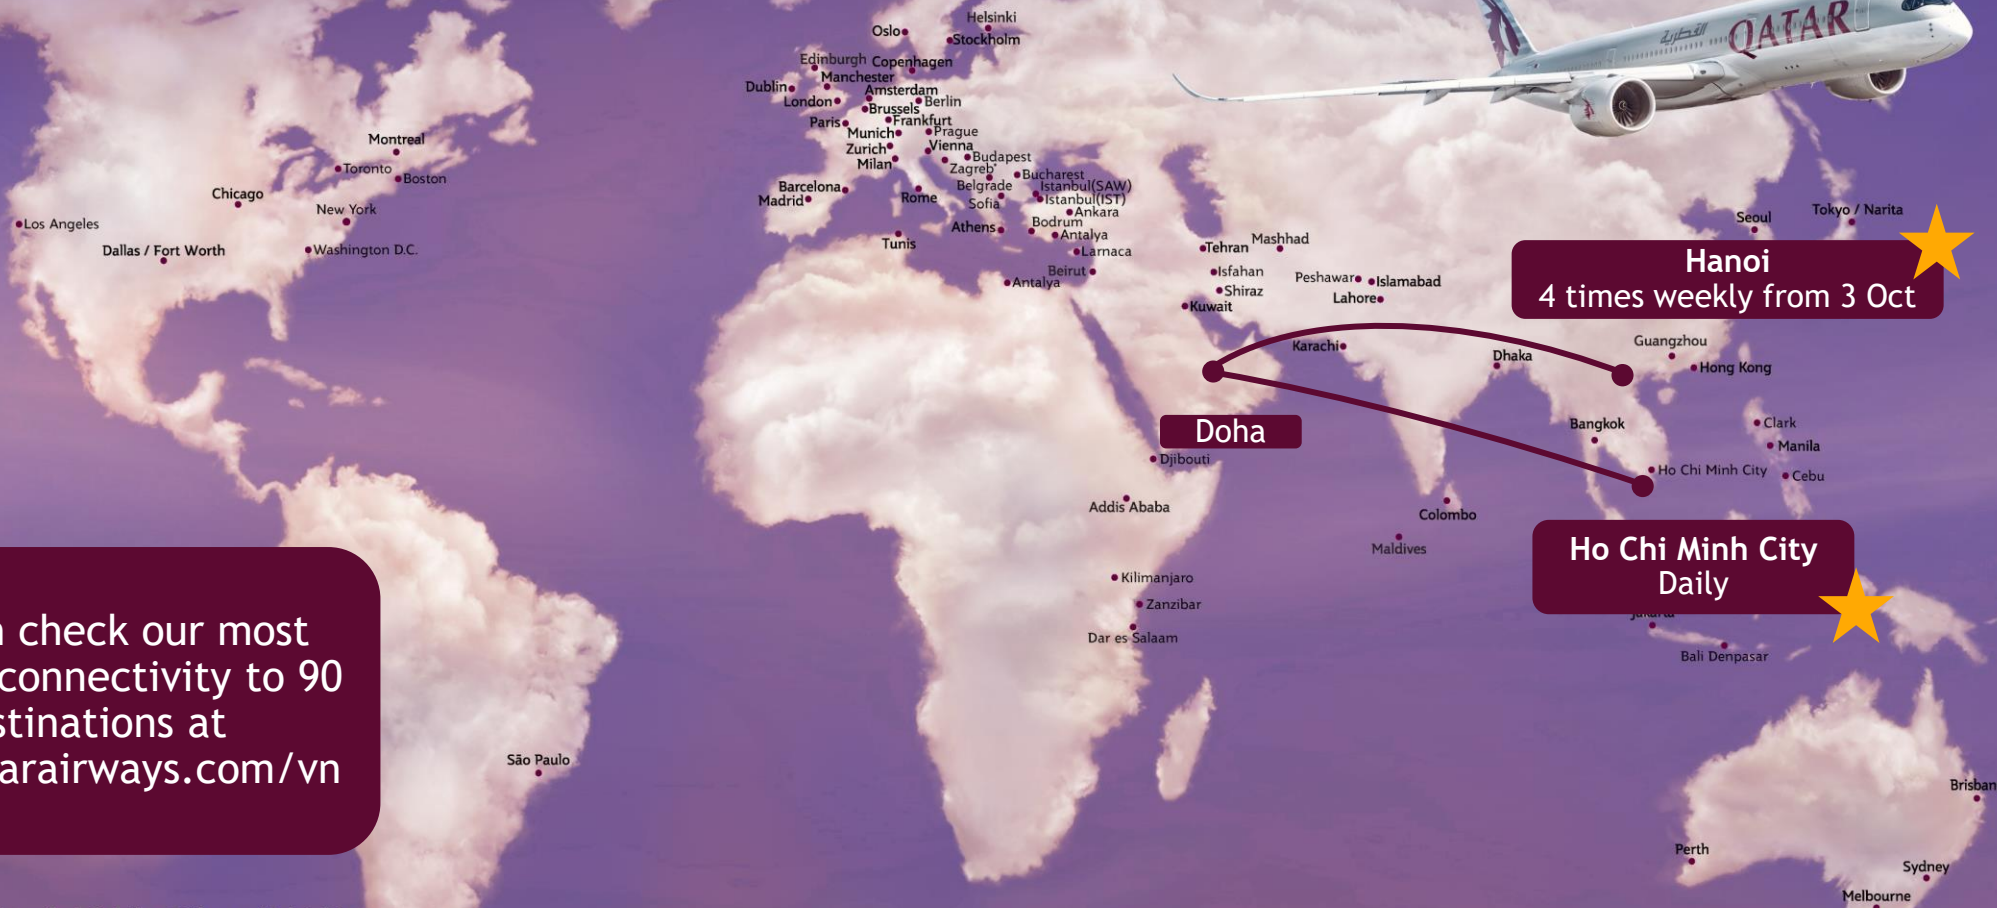 Helsinki
Oslo
Stockholm
Edinburgh
Copenhagen
Manchester
Dublin
Amsterdam
London
Berlin
Brussels
Paris
Frankfurt
Munich
Prague
Zurich
Vienna
Milan
Budapest
Zagreb
Bucharest
Barcelona
Belgrade
Istanbul(SAW)
Madrid
Rome
Sofia
Istanbul(IST)
Ankara
Athens
Bodrum
Antalya
Tunis
Larnaca
Beirut
Antalya
Montreal
Toronto
Boston
Chicago
New York
Los Angeles
Dallas / Fort Worth
Washington D.C.
القطرية
QATAR
Tehran
Mashhad
Isfahan
Shiraz
Kuwait
Peshawar
Islamabad
Lahore
Karachi
Dhaka
Seoul
Tokyo / Narita
Hanoi
4 times weekly from 3 Oct
Guangzhou
Hong Kong
Doha
Bangkok
Clark
Manila
Ho Chi Minh City
Cebu
Djibouti
Addis Ababa
Colombo
Maldives
Ho Chi Minh City
Daily
Kilimanjaro
Zanzibar
Dar es Salaam
Jakarta
Bali Denpasar
check our most
connectivity to 90
stinations at
arairways.com/vn
São Paulo
Brisban
Perth
Sydney
Melbourne